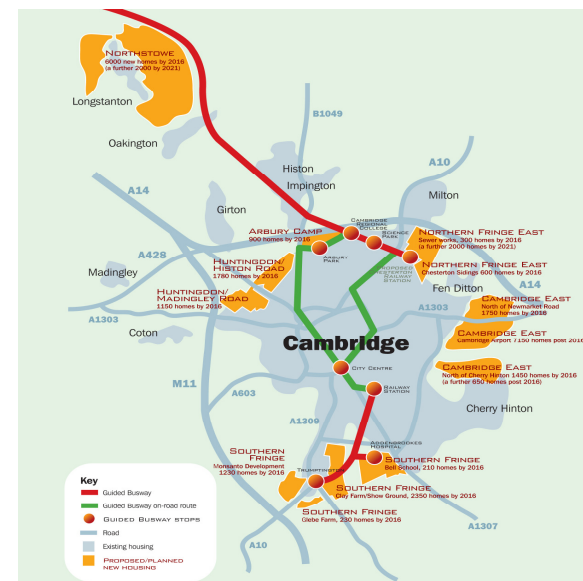 Northstowe
6000 new homes by 2016
(a further 2000 by 2021)
Longstanton
Oakington
B1049
Histon
Impington
A10
A14
Girton
Milton
Cambridge
Regional
College
Science
Park
Arbury Camp
900 homes by 2016
Arbury
Park
Northern Fringe East
Sewer works, 300 homes by 2016
(a further 2000 homes by 2021)
A428
Madingley
Huntingdon/
Histon Road
1780 homes by 2016
Proposed
Chesterton
Railway
Station
Northern Fringe East
Chesterton Sidings 600 homes by 2016
Fen Ditton
A14
Huntingdon/
Madingley Road
1150 homes by 2016
Cambridge East
North of Newmarket Road
1750 homes by 2016
A1303
A1303
Coton
Cambridge
Cambridge East
Cambridge Airport 7150 homes post 2016
City Centre
Cambridge East
North of Cherry Hinton 1450 homes by 2016
(a further 650 homes post 2016)
M11
A603
Railway
Station
Cherry Hinton
A1309
Addenbrookes
Hospital
Southern
Fringe
Monsanto Development
1230 homes by 2016
Trumpington
Southern Fringe
Bell School, 210 homes by 2016
Southern Fringe
Clay Farm/Show Ground, 2350 homes by 2016
Southern Fringe
Glebe Farm, 230 homes by 2016
A10
A1307
Key
Guided Busway
Guided Busway on-road route
Guided Busway stops
Road
Existing housing
Proposed/planned
new housing